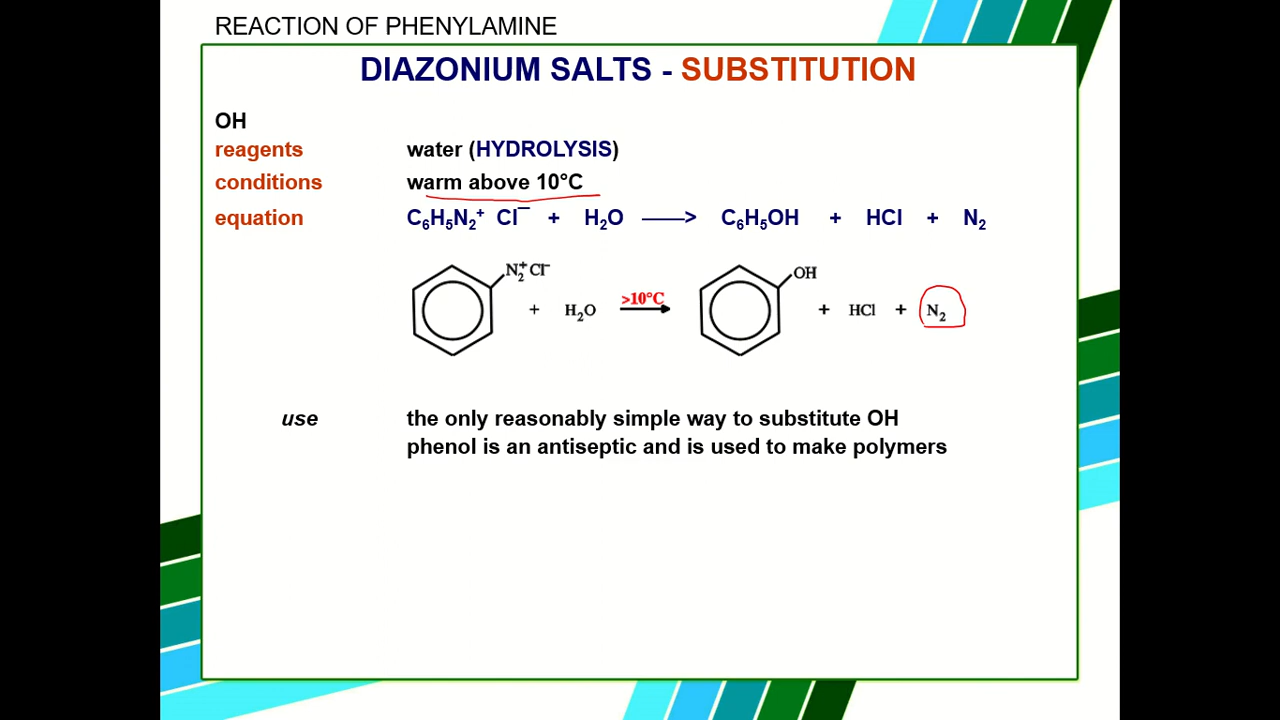 REACTION OF PHENYLAMINE
DIAZONIUM SALTS - SUBSTITUTION
OH
reagents water (HYDROLYSIS)
conditions warm above 10°C
equation C₆H₅N₂⁺ Cl⁻ + H₂O ⟶ C₆H₅OH + HCl + N₂
N₂⁺Cl⁻ + H₂O >10°C OH + HCl + N₂
use the only reasonably simple way to substitute OH
phenol is an antiseptic and is used to make polymers